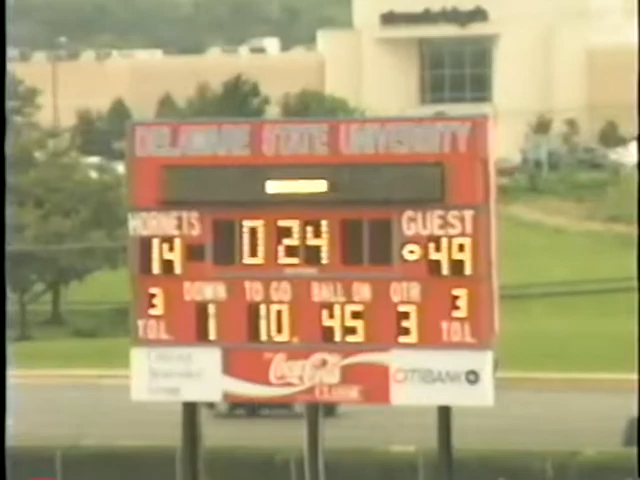 DELAWARE STATE UNIVERSITY
HORNETS GUEST
14 0 24 49
3 DOWN TO GO BALL ON QTR 3
T.O.L. 1 10 45 3 T.O.L.
Coca-Cola CITIBANK
CLASSIC